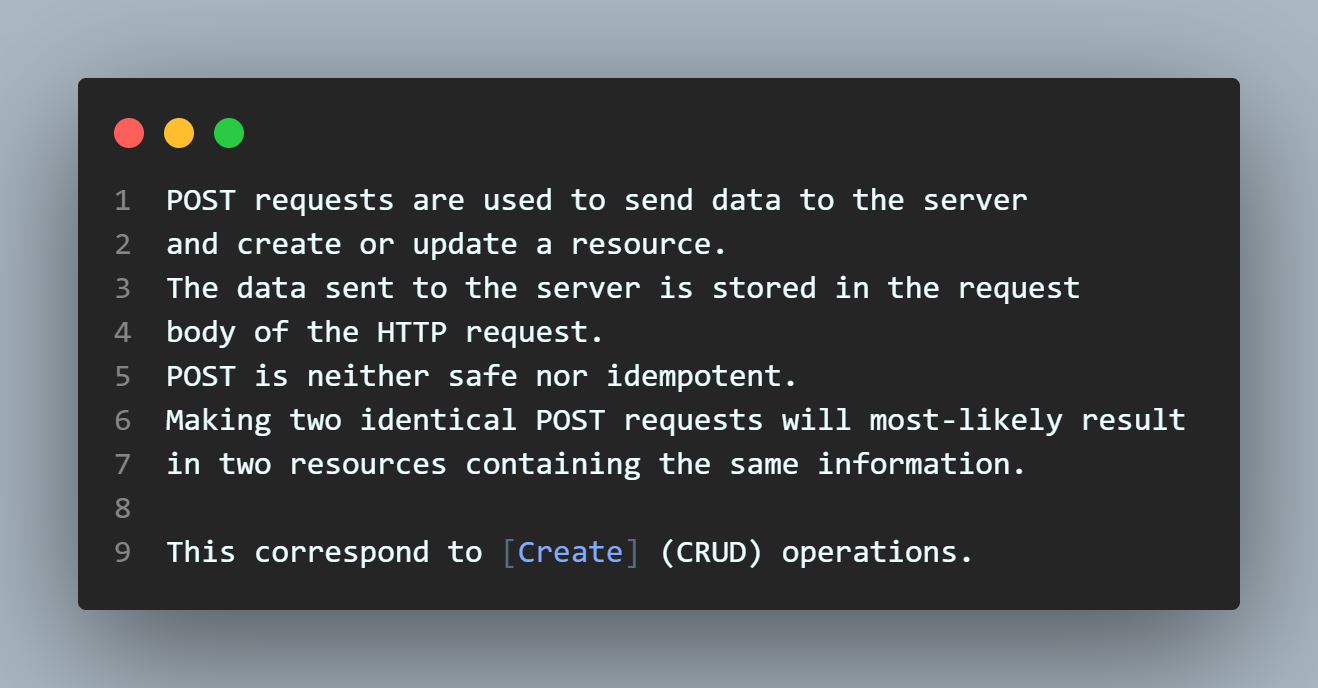 1 POST requests are used to send data to the server
2 and create or update a resource.
3 The data sent to the server is stored in the request
4 body of the HTTP request.
5 POST is neither safe nor idempotent.
6 Making two identical POST requests will most-likely result
7 in two resources containing the same information.
8
9 This correspond to [Create] (CRUD) operations.